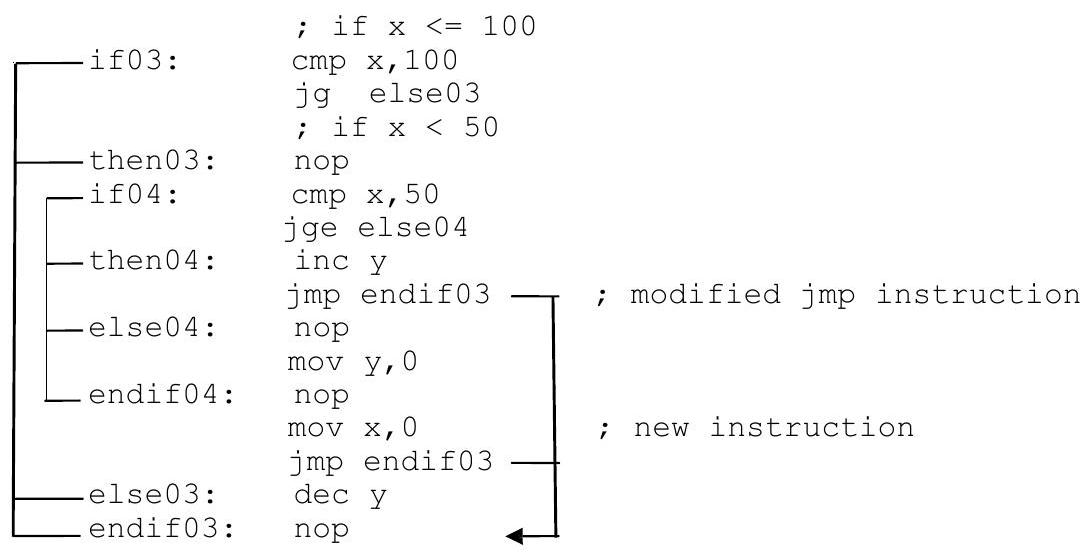 ; if x <= 100
if03: cmp x,100
jg else03
; if x < 50
then03: nop
if04: cmp x,50
jge else04
then04: inc y
jmp endif03 ; modified jmp instruction
else04: nop
mov y,0
endif04: nop
mov x,0 ; new instruction
jmp endif03
else03: dec y
endif03: nop